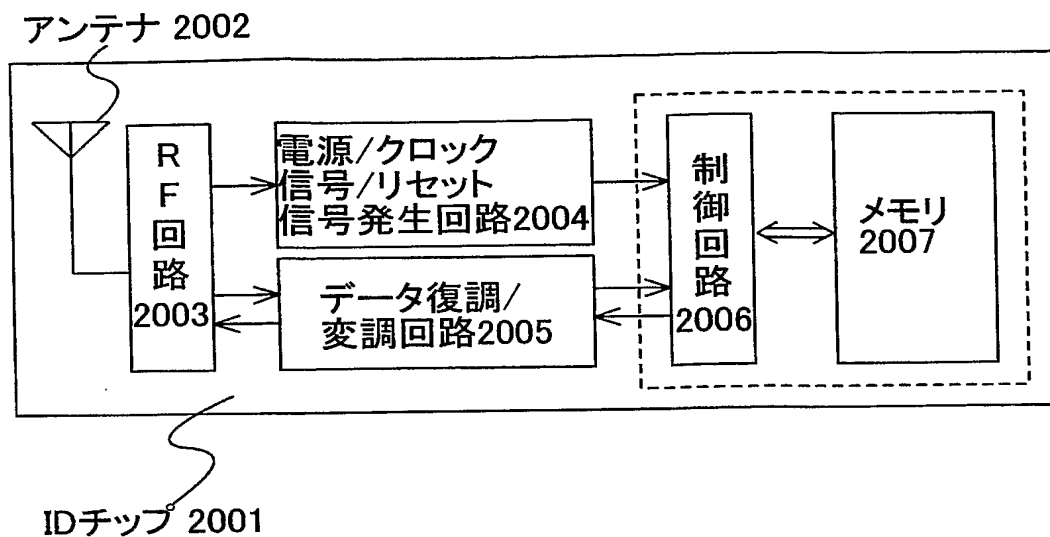 アンテナ 2002
RF回路
2003
電源/クロック
信号/リセット
信号発生回路2004
データ復調/
変調回路2005
制御回路
2006
メモリ
2007
IDチップ 2001